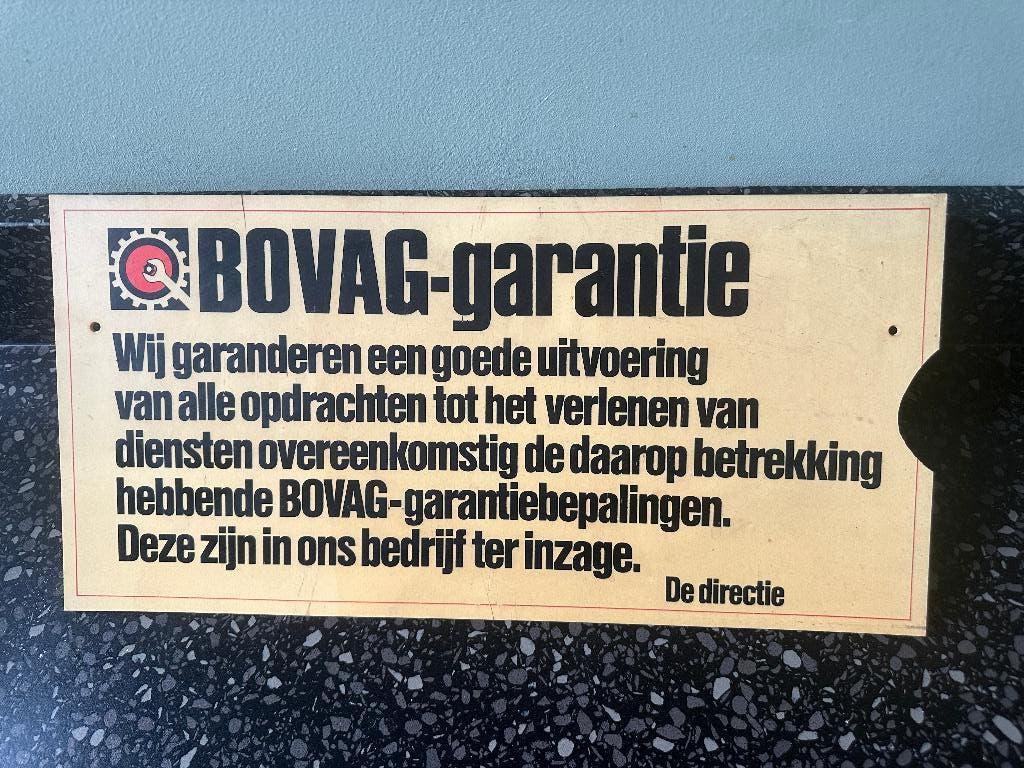 BOVAG-garantie
Wij garanderen een goede uitvoering
van alle opdrachten tot het verlenen van
diensten overeenkomstig de daarop betrekking
hebbende BOVAG-garantiebepalingen.
Deze zijn in ons bedrijf ter inzage.
De directie